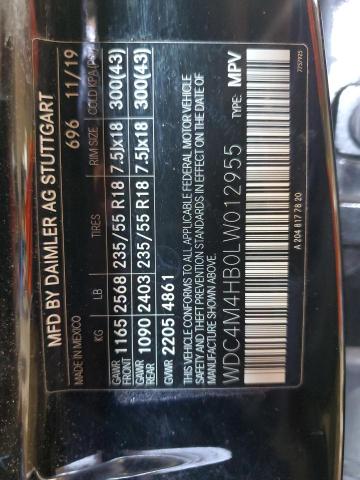 MFD BY DAIMLER AG STUTTGART
MADE IN MEXICO 696 11/19
KG LB TIRES RIM SIZE COLD KPA/PSI
GAWR FRONT 1165 2568 235/55 R18 7.5Jx18 300(43)
GAWR REAR 1090 2403 235/55 R18 7.5Jx18 300(43)
GVWR 2205 4861
THIS VEHICLE CONFORMS TO ALL APPLICABLE FEDERAL MOTOR VEHICLE
SAFETY AND THEFT PREVENTION STANDARDS IN EFFECT ON THE DATE OF
MANUFACTURE SHOWN ABOVE.
TYPE: MPV
WDC4M4HB0LW012955
A 204 817 78 20